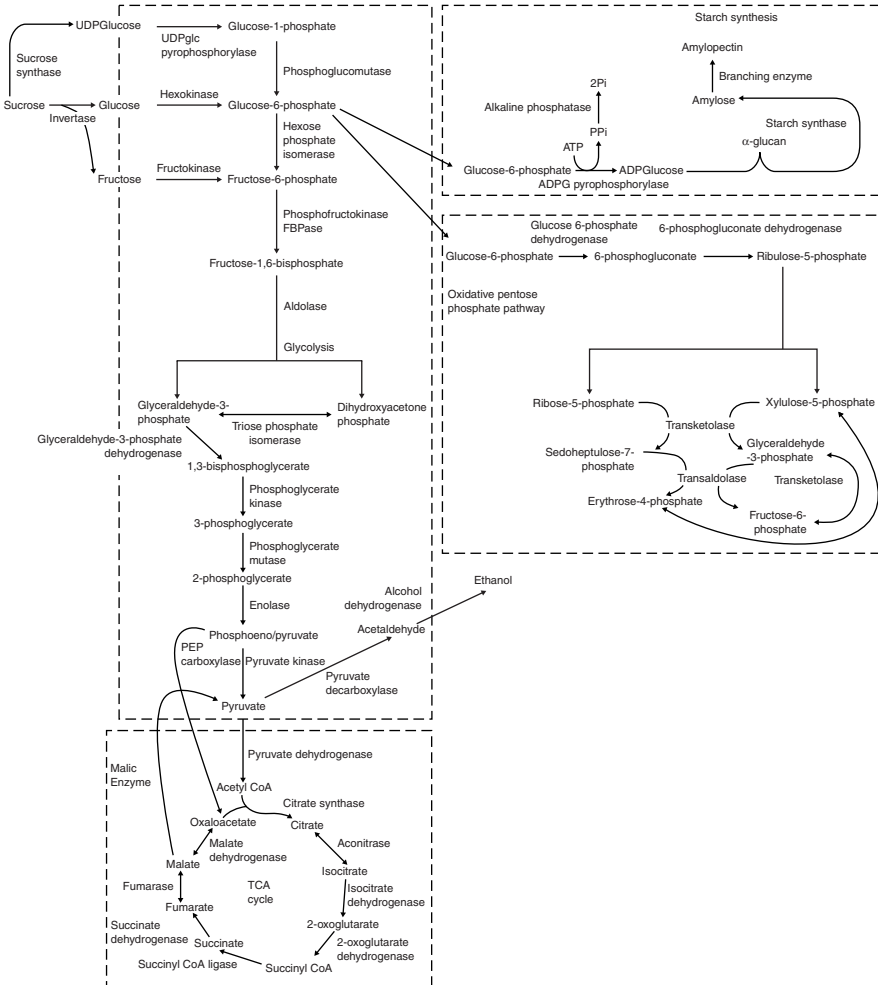 UDPGlucose
Glucose-1-phosphate
UDPglc
pyrophosphorylase
Sucrose
synthase
Phosphoglucomutase
Sucrose
Glucose
Hexokinase
Glucose-6-phosphate
Invertase
Hexose
phosphate
isomerase
Fructose
Fructokinase
Fructose-6-phosphate
Phosphofructokinase
FBPase
Fructose-1,6-bisphosphate
Aldolase
Glycolysis
Glyceraldehyde-3-
phosphate
Triose phosphate
isomerase
Dihydroxyacetone
phosphate
Glyceraldehyde-3-phosphate
dehydrogenase
1,3-bisphosphoglycerate
Phosphoglycerate
kinase
3-phosphoglycerate
Phosphoglycerate
mutase
2-phosphoglycerate
Enolase
Phosphoeno/pyruvate
PEP
carboxylase
Pyruvate kinase
Pyruvate
Pyruvate
decarboxylase
Acetaldehyde
Alcohol
dehydrogenase
Ethanol
Starch synthesis
Amylopectin
Branching enzyme
Amylose
2Pi
Alkaline phosphatase
PPi
ATP
Starch synthase
α-glucan
Glucose-6-phosphate
ADPGlucose
ADPG pyrophosphorylase
Glucose 6-phosphate
dehydrogenase
6-phosphogluconate dehydrogenase
Glucose-6-phosphate
6-phosphogluconate
Ribulose-5-phosphate
Oxidative pentose
phosphate pathway
Ribose-5-phosphate
Xylulose-5-phosphate
Transketolase
Sedoheptulose-7-
phosphate
Glyceraldehyde
-3-phosphate
Transaldolase
Transketolase
Erythrose-4-phosphate
Fructose-6-
phosphate
Pyruvate dehydrogenase
Malic
Enzyme
Acetyl CoA
Citrate synthase
Oxaloacetate
Citrate
Malate
dehydrogenase
Aconitrase
Malate
Isocitrate
Fumarase
TCA
cycle
Isocitrate
dehydrogenase
Fumarate
2-oxoglutarate
Succinate
dehydrogenase
Succinate
2-oxoglutarate
dehydrogenase
Succinyl CoA ligase
Succinyl CoA